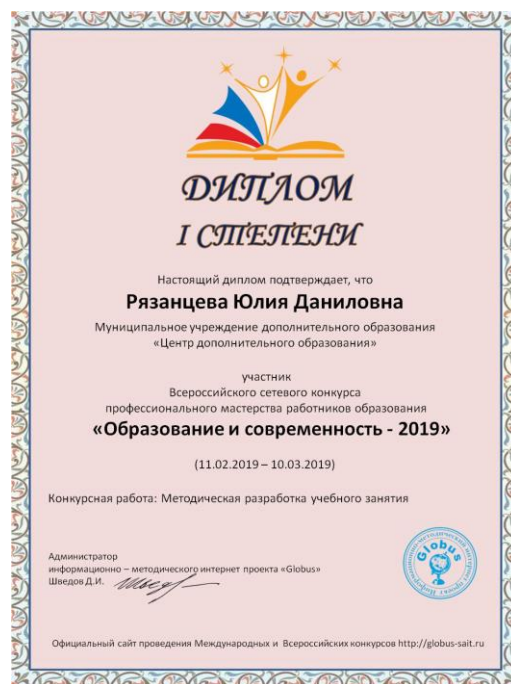 ДИПЛОМ
I СТЕПЕНИ
Настоящий диплом подтверждает, что
Рязанцева Юлия Даниловна
Муниципальное учреждение дополнительного образования
«Центр дополнительного образования»
участник
Всероссийского сетевого конкурса
профессионального мастерства работников образования
«Образование и современность - 2019»
(11.02.2019 – 10.03.2019)
Конкурсная работа: Методическая разработка учебного занятия
Администратор
информационно – методического интернет проекта «Globus»
Шведов Д.И.
Globus
Официальный сайт проведения Международных и Всероссийских конкурсов http://globus-sait.ru